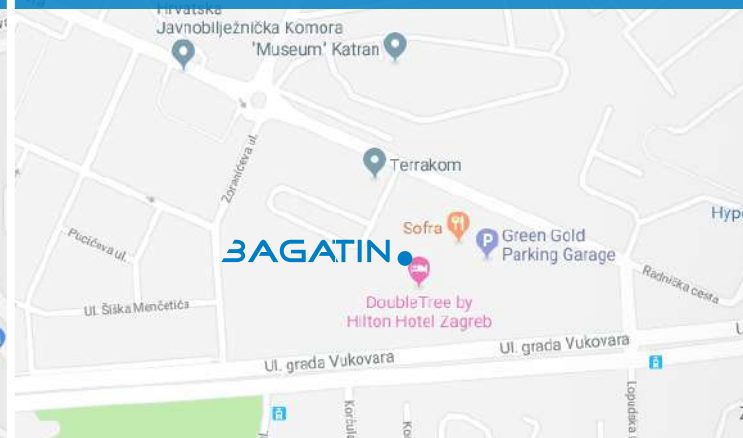 Hrvatska
Javnobilježnička Komora
'Museum' Katran
Zoranićeva ul.
Terrakom
Sofra
Green Gold
Parking Garage
Pucićeva ul.
BAGATIN
Radnička cesta
DoubleTree by
Hilton Hotel Zagreb
Ul. Šiška Menčetića
Ul. grada Vukovara
Ul. grada Vukovara